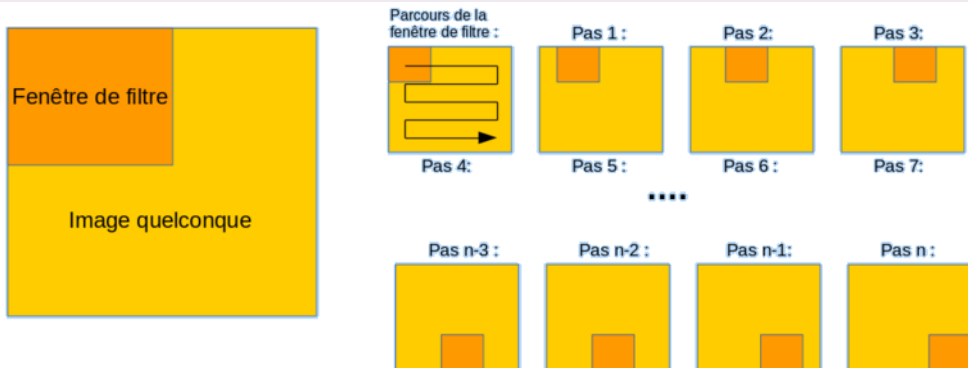 Fenêtre de filtre
Image quelconque
Parcours de la
fenêtre de filtre :
Pas 1 :
Pas 2:
Pas 3:
Pas 4:
Pas 5 :
Pas 6 :
Pas 7:
....
Pas n-3 :
Pas n-2 :
Pas n-1:
Pas n :